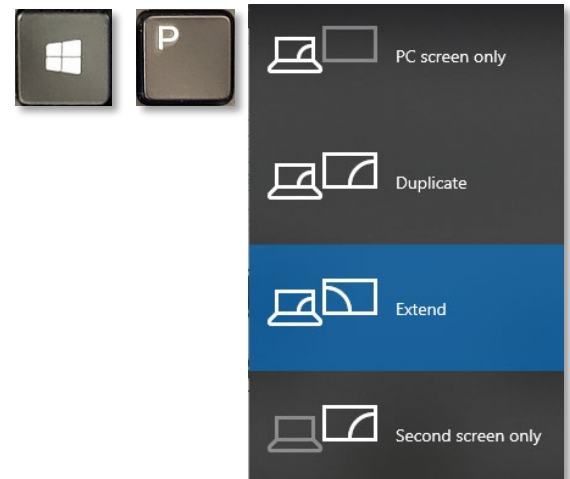 P
PC screen only
Duplicate
Extend
Second screen only